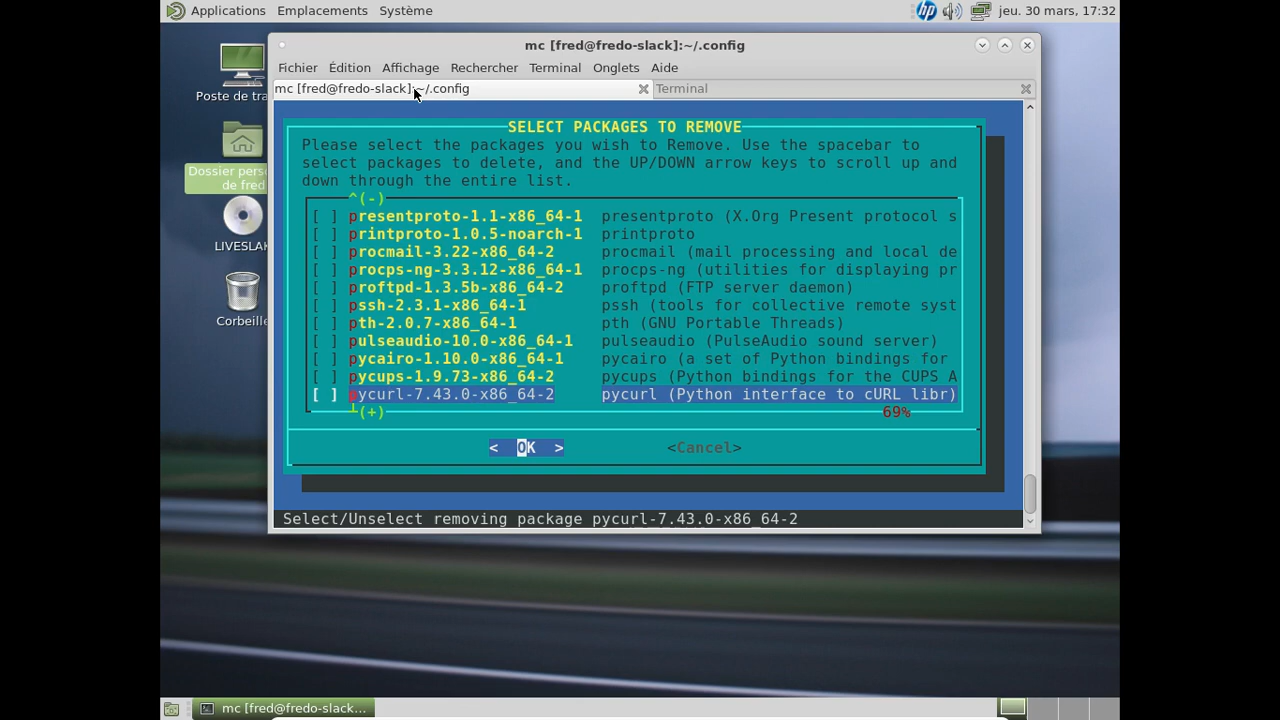 Applications Emplacements Système jeu. 30 mars, 17:32
hp
mc [fred@fredo-slack]:~/.config
Fichier Édition Affichage Rechercher Terminal Onglets Aide
mc [fred@fredo-slack]:~/.config Terminal
Poste de tra
Dossier pers
de fred
LIVESLAK
Corbeille
SELECT PACKAGES TO REMOVE
Please select the packages you wish to Remove. Use the spacebar to
select packages to delete, and the UP/DOWN arrow keys to scroll up and
down through the entire list.
^(-)
[ ] presentproto-1.1-x86_64-1 presentproto (X.Org Present protocol s
[ ] printproto-1.0.5-noarch-1 printproto
[ ] procmail-3.22-x86_64-2 procmail (mail processing and local de
[ ] procps-ng-3.3.12-x86_64-1 procps-ng (utilities for displaying pr
[ ] proftpd-1.3.5b-x86_64-2 proftpd (FTP server daemon)
[ ] pssh-2.3.1-x86_64-1 pssh (tools for collective remote syst
[ ] pth-2.0.7-x86_64-1 pth (GNU Portable Threads)
[ ] pulseaudio-10.0-x86_64-1 pulseaudio (PulseAudio sound server)
[ ] pycairo-1.10.0-x86_64-1 pycairo (a set of Python bindings for
[ ] pycups-1.9.73-x86_64-2 pycups (Python bindings for the CUPS A
[ ] pycurl-7.43.0-x86_64-2 pycurl (Python interface to cURL libr)
(+) 69%
< OK > <Cancel>
Select/Unselect removing package pycurl-7.43.0-x86_64-2
mc [fred@fredo-slack...